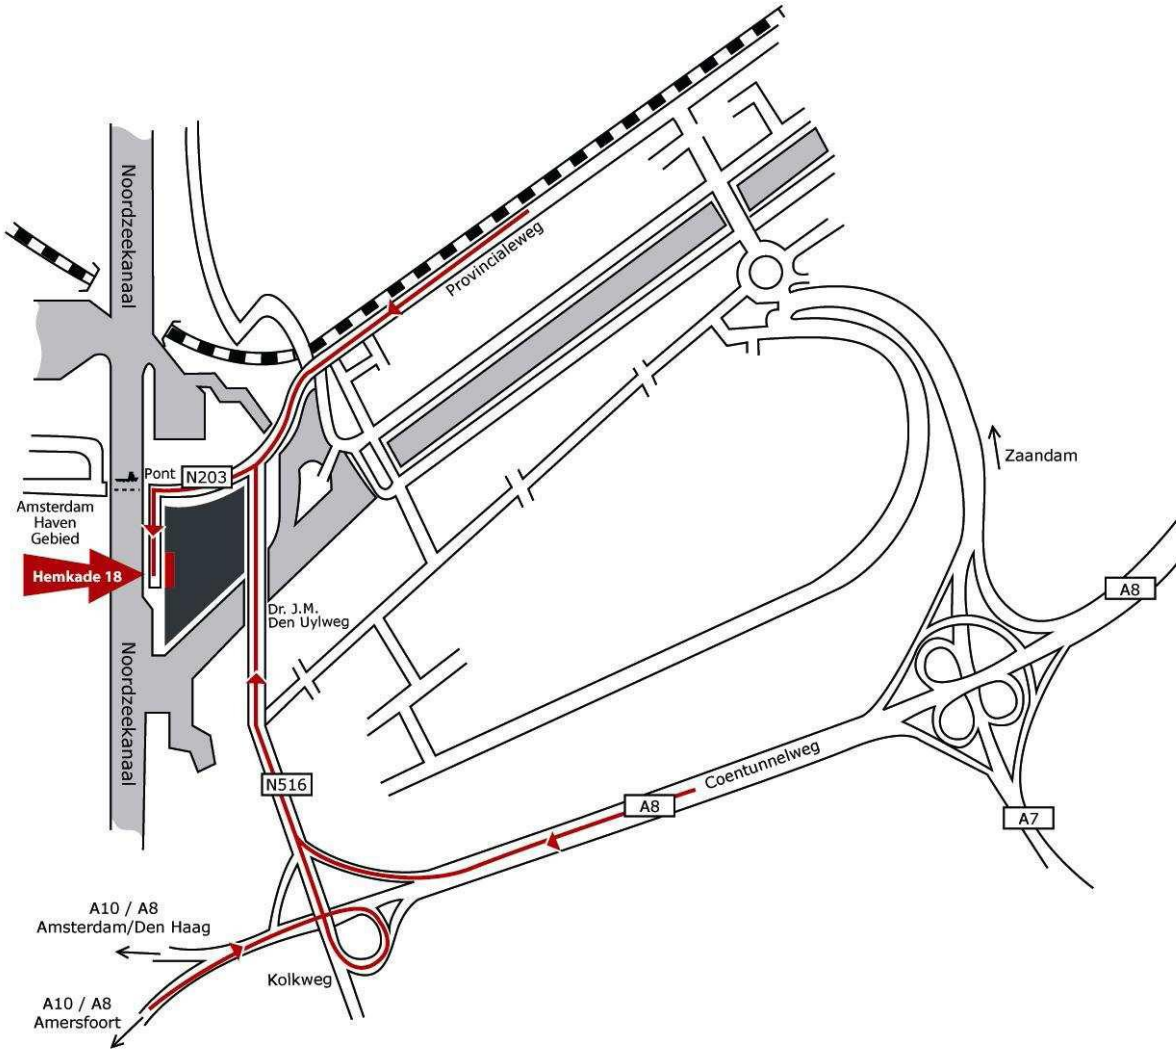 Noordzeekanaal
Provincialeweg
Zaandam
Pont
N203
Amsterdam
Haven
Gebied
Hemkade 18
A8
Dr. J.M.
Den Uylweg
Noordzeekanaal
Coentunnelweg
N516
A8
A7
A10 / A8
Amsterdam/Den Haag
Kolkweg
A10 / A8
Amersfoort